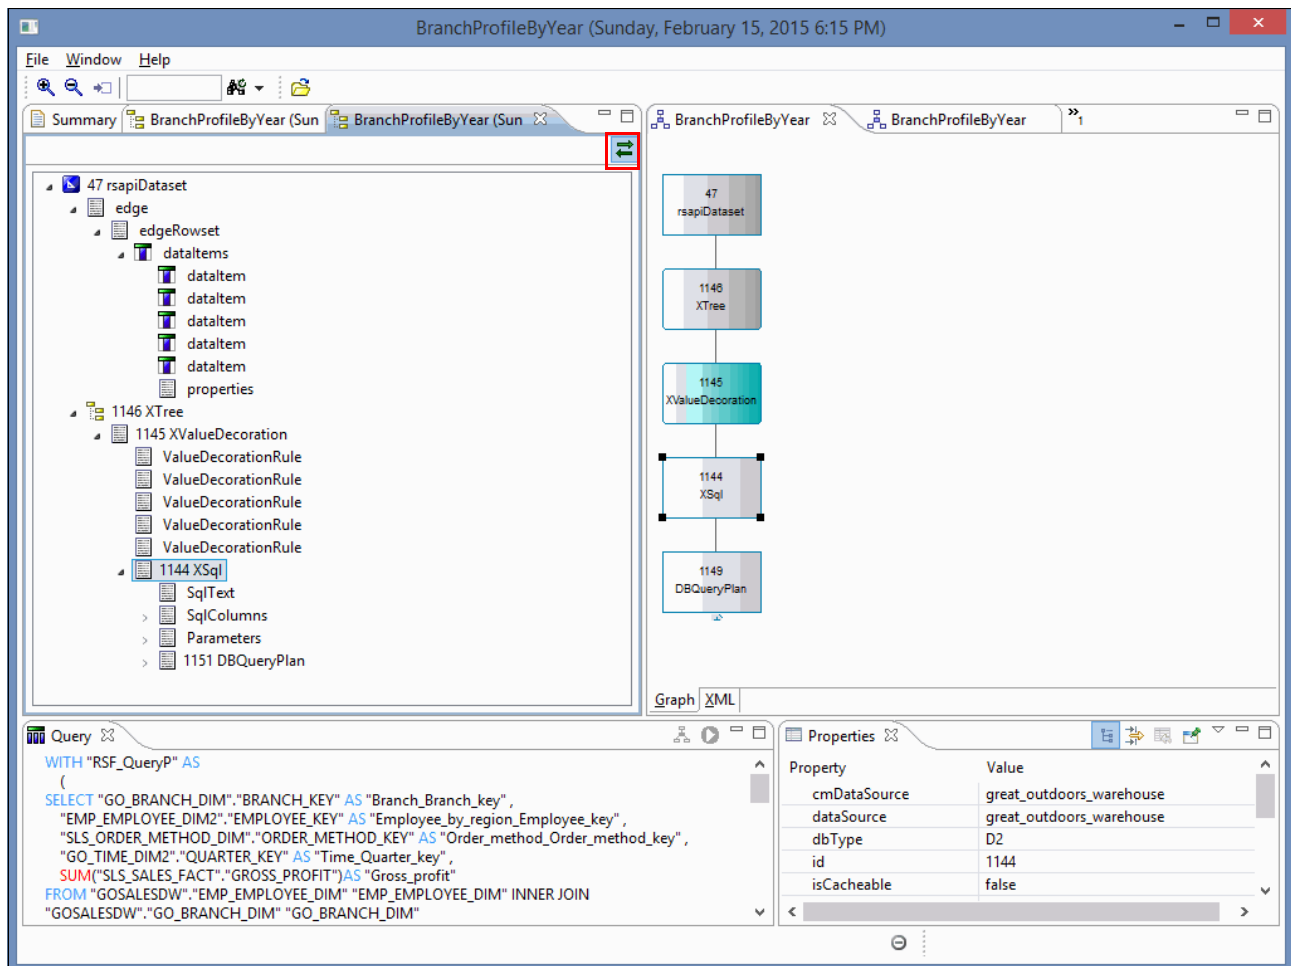 BranchProfileByYear (Sunday, February 15, 2015 6:15 PM)
File Window Help
Summary BranchProfileByYear (Sun BranchProfileByYear (Sun
47 rsapiDataset
edge
edgeRowset
dataItems
dataItem
dataItem
dataItem
dataItem
dataItem
properties
1146 XTree
1145 XValueDecoration
ValueDecorationRule
ValueDecorationRule
ValueDecorationRule
ValueDecorationRule
ValueDecorationRule
1144 XSql
SqlText
SqlColumns
Parameters
1151 DBQueryPlan
BranchProfileByYear BranchProfileByYear »1
47
rsapiDataset
1146
XTree
1145
XValueDecoration
1144
XSql
1149
DBQueryPlan
Graph XML
Query
WITH "RSF_QueryP" AS
(
SELECT "GO_BRANCH_DIM"."BRANCH_KEY" AS "Branch_Branch_key" ,
"EMP_EMPLOYEE_DIM2"."EMPLOYEE_KEY" AS "Employee_by_region_Employee_key" ,
"SLS_ORDER_METHOD_DIM"."ORDER_METHOD_KEY" AS "Order_method_Order_method_key" ,
"GO_TIME_DIM2"."QUARTER_KEY" AS "Time_Quarter_key" ,
SUM("SLS_SALES_FACT"."GROSS_PROFIT")AS "Gross_profit"
FROM "GOSALESDW"."EMP_EMPLOYEE_DIM" "EMP_EMPLOYEE_DIM" INNER JOIN
"GOSALESDW"."GO_BRANCH_DIM" "GO_BRANCH_DIM"
Properties
Property Value
cmDataSource great_outdoors_warehouse
dataSource great_outdoors_warehouse
dbType D2
id 1144
isCacheable false